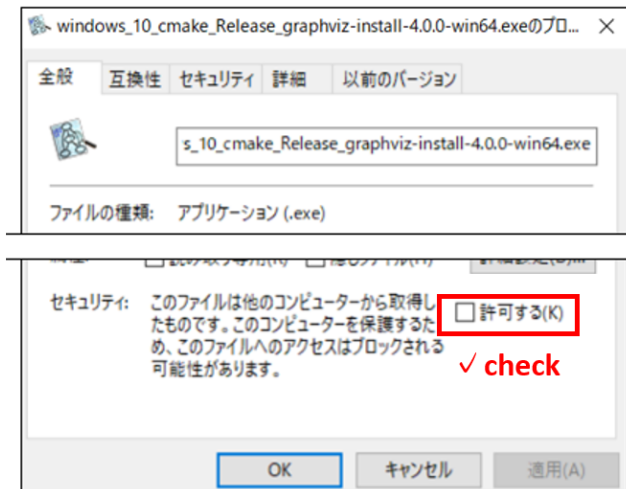 windows_10_cmake_Release_graphviz-install-4.0.0-win64.exeのプロ...
全般 互換性 セキュリティ 詳細 以前のバージョン
s_10_cmake_Release_graphviz-install-4.0.0-win64.exe
ファイルの種類: アプリケーション (.exe)
セキュリティ: このファイルは他のコンピューターから取得し
たものです。このコンピューターを保護するた
め、このファイルへのアクセスはブロックされる
可能性があります。
許可する(K)
✓ check
OK キャンセル 適用(A)